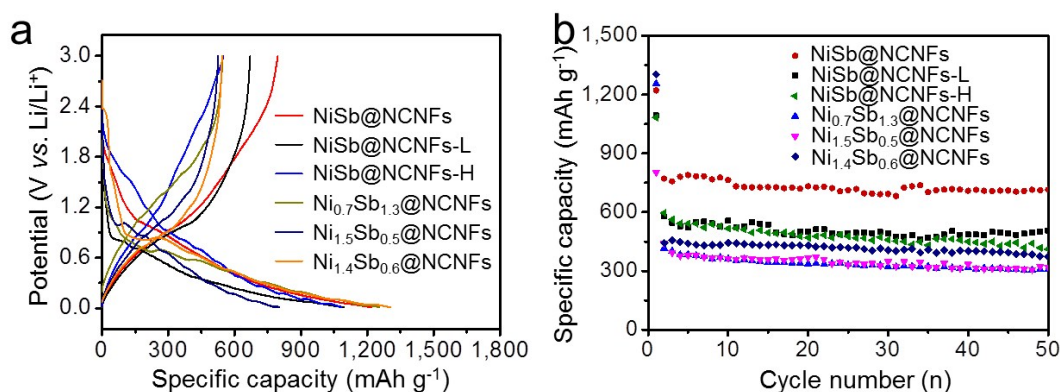 a
Potential (V vs. Li/Li⁺)
3.0
2.4
1.8
1.2
0.6
0.0
NiSb@NCNFs
NiSb@NCNFs-L
NiSb@NCNFs-H
Ni₀.₇Sb₁.₃@NCNFs
Ni₁.₅Sb₀.₅@NCNFs
Ni₁.₄Sb₀.₆@NCNFs
0 300 600 900 1,200 1,500 1,800
Specific capacity (mAh g⁻¹)
b
Specific capacity (mAh g⁻¹)
1,500
1,200
900
600
300
0
NiSb@NCNFs
NiSb@NCNFs-L
NiSb@NCNFs-H
Ni₀.₇Sb₁.₃@NCNFs
Ni₁.₅Sb₀.₅@NCNFs
Ni₁.₄Sb₀.₆@NCNFs
0 10 20 30 40 50
Cycle number (n)